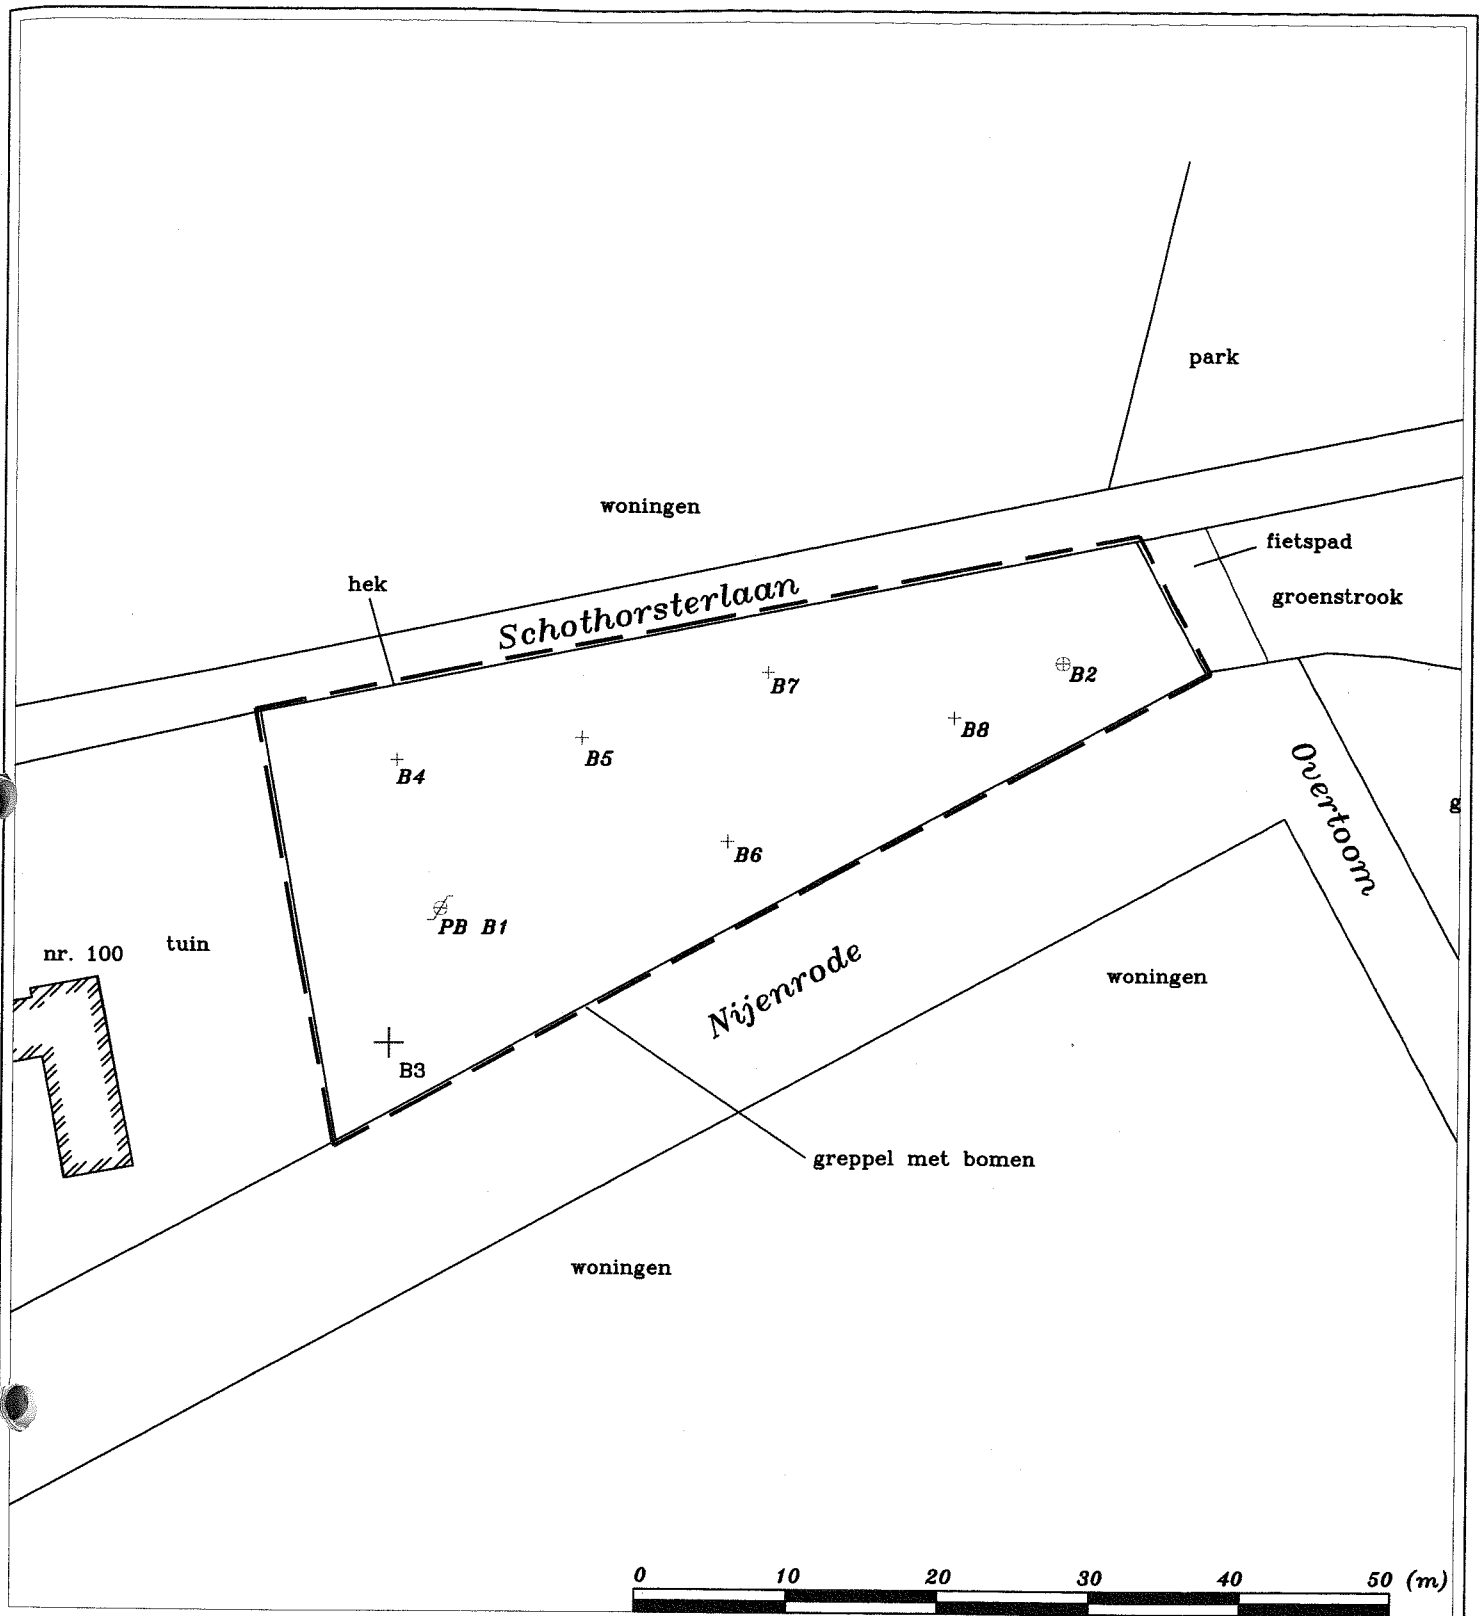 park
woningen
fietspad
hek
Schothorsterlaan
groenstrook
B2
B7
B8
B5
B4
Overtoom
B6
PB B1
nr. 100
tuin
Nijenrode
woningen
B3
greppel met bomen
woningen
0 10 20 30 40 50 (m)